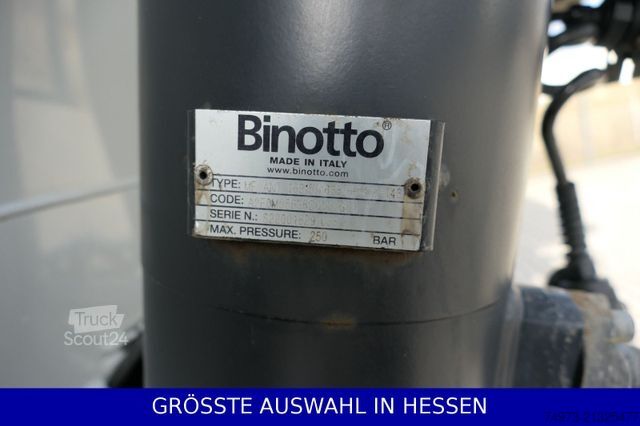 Binotto®
MADE IN ITALY
www.binotto.com
TYPE:
CODE:
SERIE N.:
MAX. PRESSURE: 250 BAR
Truck
Scout24
GRÖSSTE AUSWAHL IN HESSEN